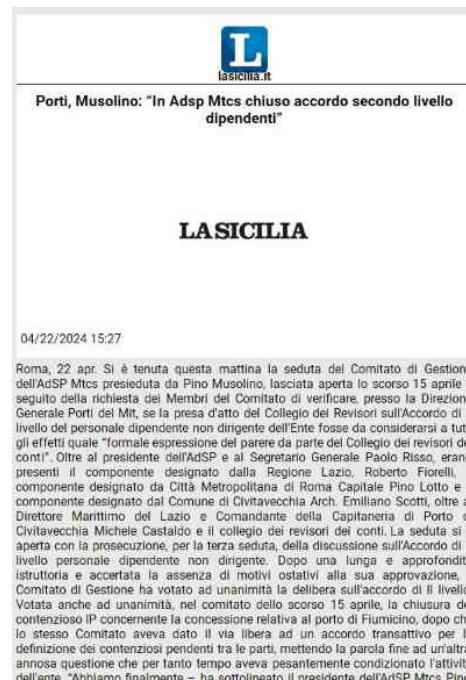 L
lasicilia.it
Porti, Musolino: “In Adsp Mtcs chiuso accordo secondo livello
dipendenti”
LA SICILIA
04/22/2024 15:27
Roma, 22 apr. Si è tenuta questa mattina la seduta del Comitato di Gestion
dell'AdSP Mtcs presieduta da Pino Musolino, lasciata aperta lo scorso 15 aprile
seguito della richiesta dei Membri del Comitato di verificare, presso la Direzion
Generale Porti del Mit, se la presa d'atto del Collegio dei Revisori sull'Accordo di
livello del personale dipendente non dirigente dell'Ente fosse da considerarsi a tut
gli effetti quale “formale espressione del parere da parte del Collegio dei revisori de
conti”. Oltre al presidente dell'AdSP e al Segretario Generale Paolo Risso, eran
presenti il componente designato dalla Regione Lazio, Roberto Fiorelli,
componente designato da Città Metropolitana di Roma Capitale Pino Lotto e
componente designato dal Comune di Civitavecchia Arch. Emiliano Scotti, oltre a
Direttore Marittimo del Lazio e Comandante della Capitaneria di Porto d
Civitavecchia Michele Castaldo e il collegio dei revisori dei conti. La seduta si
aperta con la prosecuzione, per la terza seduta, della discussione sull'Accordo di
livello personale dipendente non dirigente. Dopo una lunga e approfondit
istruttoria e accertata la assenza di motivi ostativi alla sua approvazione,
Comitato di Gestione ha votato ad unanimità la delibera sull'accordo di II livello
Votata anche ad unanimità, nel comitato dello scorso 15 aprile, la chiusura de
contenzioso IP concernente la concessione relativa al porto di Fiumicino, dopo ch
lo stesso Comitato aveva dato il via libera ad un accordo transattivo per l
definizione dei contenziosi pendenti tra le parti, mettendo la parola fine ad un'altr
annosa questione che per tanto tempo aveva pesantemente condizionato l'attivit
dell'ente. “Abbiamo finalmente – ha sottolineato il presidente dell'AdSP Mtcs Pino